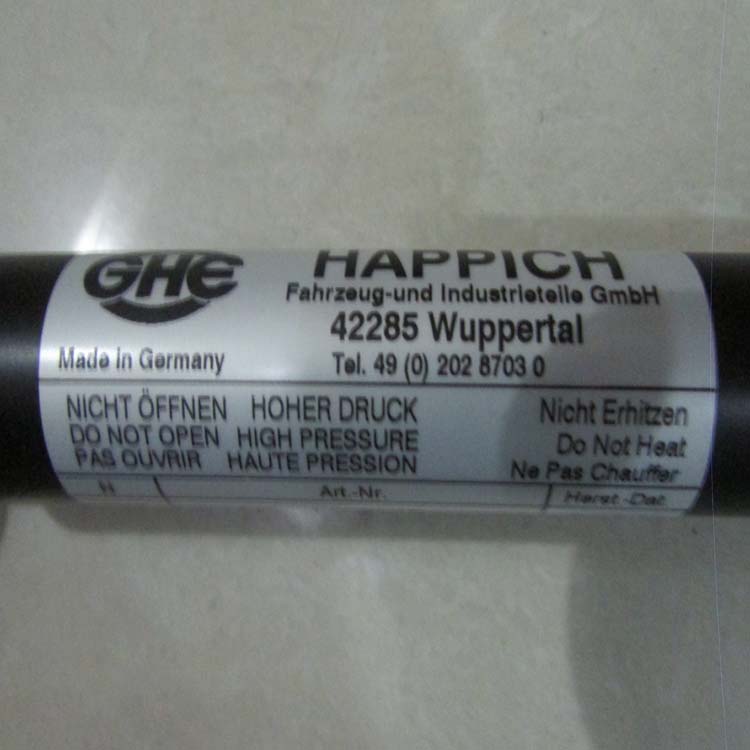 GHE
HAPPICH
Fahrzeug-und Industrieteile GmbH
42285 Wuppertal
Made in Germany
Tel. 49 (0) 202 8703 0
NICHT ÖFFNEN HOHER DRUCK Nicht Erhitzen
DO NOT OPEN HIGH PRESSURE Do Not Heat
PAS OUVRIR HAUTE PRESSION Ne Pas Chauffer
N Art.-Nr. Herst.-Dat.